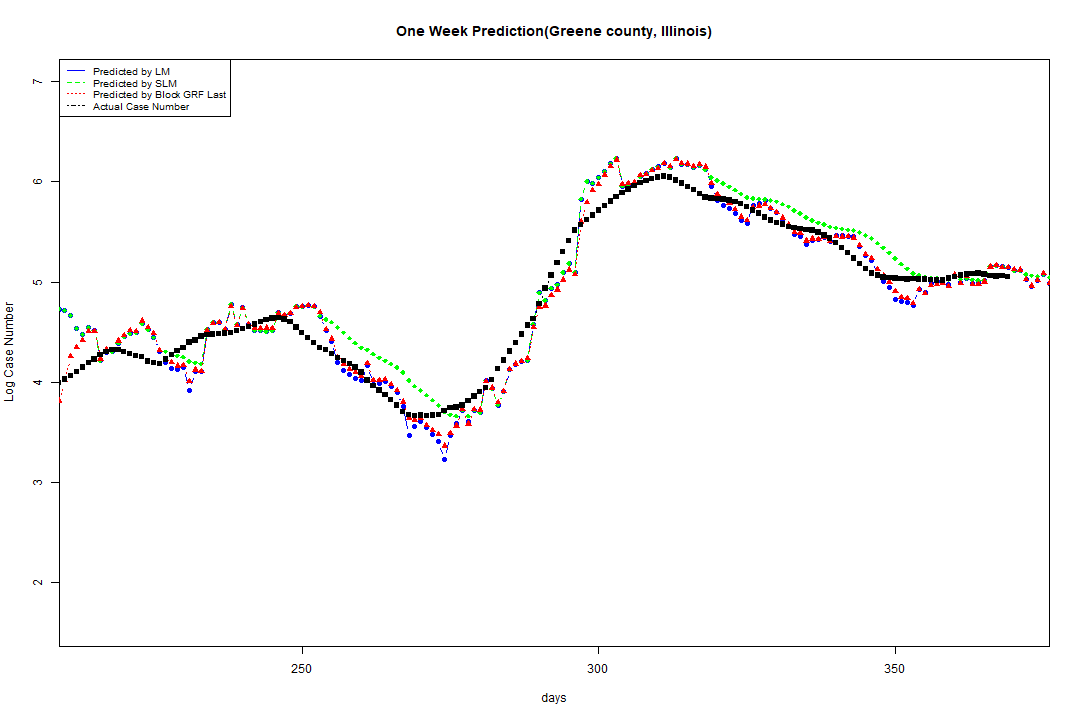 One Week Prediction(Greene county, Illinois)
Predicted by LM
Predicted by SLM
Predicted by Block GRF Last
Actual Case Number
7
6
5
4
3
2
Log Case Number
250
300
350
days